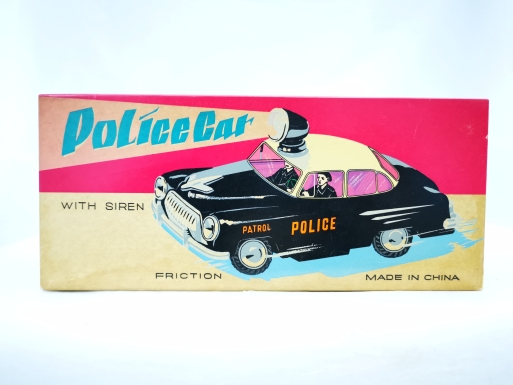 Police Car
WITH SIREN
PATROL POLICE
FRICTION
MADE IN CHINA